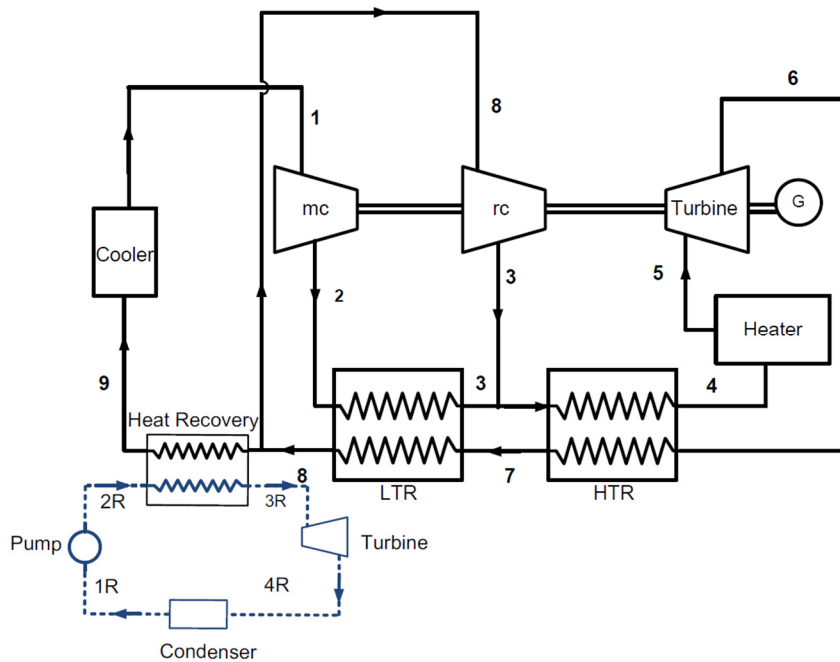 6
1
8
mc
rc
Turbine
G
Cooler
5
3
2
Heater
9
3
4
Heat Recovery
8
7
LTR
HTR
2R
3R
Pump
Turbine
1R
4R
Condenser